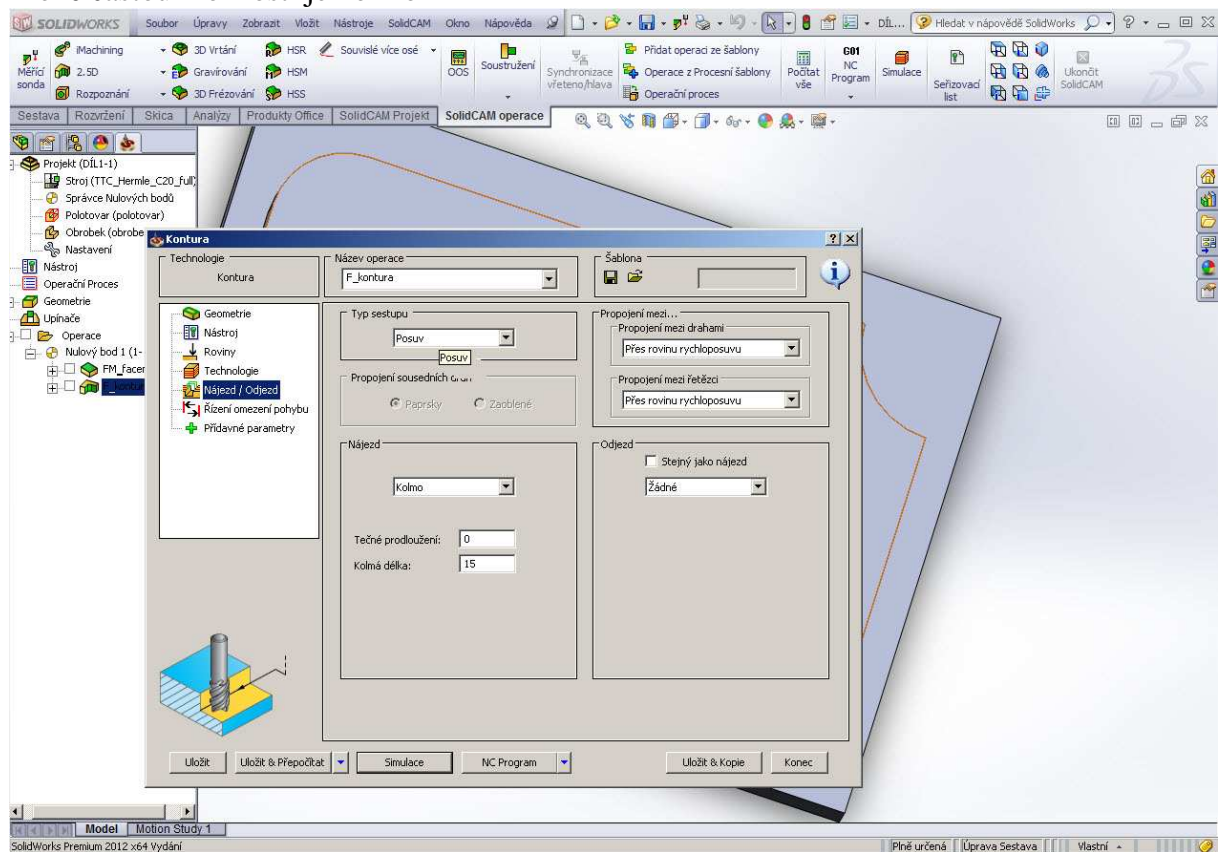 SOLIDWORKS Soubor Úpravy Zobrazit Vložit Nástroje SolidCAM Okno Nápověda DíL... Hledat v nápovědě SolidWorks
iMachining 3D Vrtání HSR Souvislé více osé Přidat operaci ze šablony
Měřící sonda 2.5D Gravírování HSM OOS Soustružení Synchronizace vřeteno/hlava Operace z Procesní šablony Počítat vše G01 NC Program Simulace Seřizovací list Ukončit SolidCAM
Rozpoznání 3D Frézování HSS Operační proces
Sestava Rozvržení Skica Analýzy Produkty Office SolidCAM Projekt SolidCAM operace
Projekt (DÍL1-1)
Stroj (TTC_Hermle_C20_full)
Správce Nulových bodů
Polotovar (polotovar)
Obrobek (obrobe
Nastavení
Nástroj
Operační Proces
Geometrie
Upínače
Operace
Nulový bod 1 (1-
FM_facer
F_kontur
Kontura
Technologie
Kontura
Název operace
F_kontura
Šablona
Geometrie
Nástroj
Roviny
Technologie
Nájezd / Odjezd
Řízení omezení pohybu
Přídavné parametry
Typ sestupu
Posuv
Posuv
Propojení sousedních
Paprsky Zaoblené
Propojení mezi...
Propojení mezi drahami
Přes rovinu rychloposuvu
Propojení mezi řetězci
Přes rovinu rychloposuvu
Nájezd
Kolmo
Tečné prodloužení: 0
Kolmá délka: 15
Odjezd
Stejný jako nájezd
Žádné
Uložit Uložit & Přepočítat Simulace NC Program Uložit & Kopie Konec
Model Motion Study 1
SolidWorks Premium 2012 x64 Vydání Plně určená Úprava Sestava Vlastní